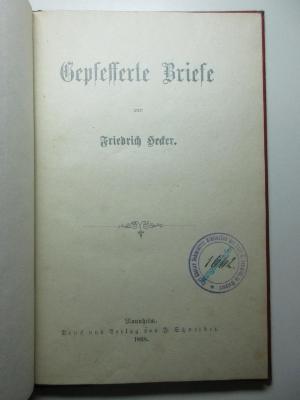 Gepfefferte Briefe
von
Friedrich Hecker.
Mannheim.
Druck und Verlag von J. Schneider.
1868.